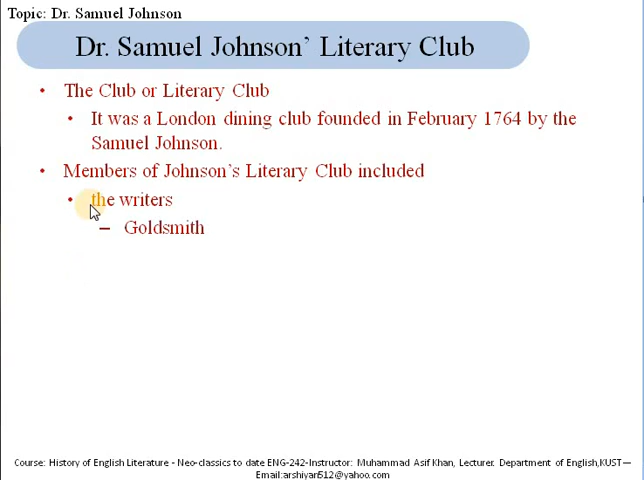 Topic: Dr. Samuel Johnson
Dr. Samuel Johnson’ Literary Club
• The Club or Literary Club
• It was a London dining club founded in February 1764 by the
Samuel Johnson.
• Members of Johnson’s Literary Club included
• the writers
– Goldsmith
Course: History of English Literature - Neo-classics to date ENG-242-Instructor: Muhammad Asif Khan, Lecturer. Department of English,KUST—
Email:arshiyan512@yahoo.com